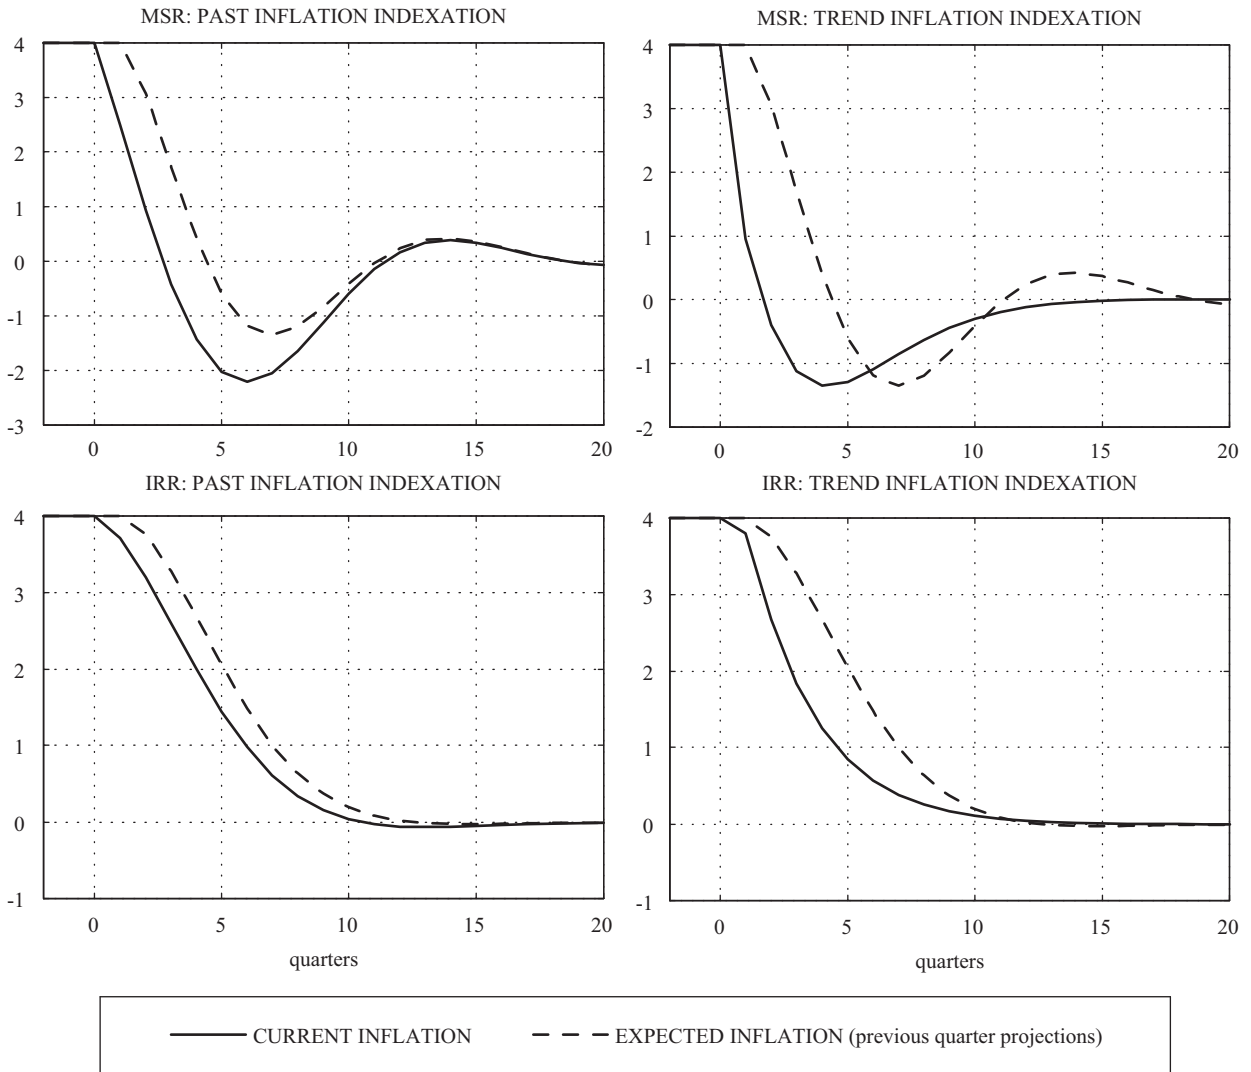 MSR: PAST INFLATION INDEXATION
4
3
2
1
0
-1
-2
-3
0 5 10 15 20
MSR: TREND INFLATION INDEXATION
4
3
2
1
0
-1
-2
0 5 10 15 20
IRR: PAST INFLATION INDEXATION
4
3
2
1
0
-1
0 5 10 15 20
quarters
IRR: TREND INFLATION INDEXATION
4
3
2
1
0
-1
0 5 10 15 20
quarters
CURRENT INFLATION EXPECTED INFLATION (previous quarter projections)